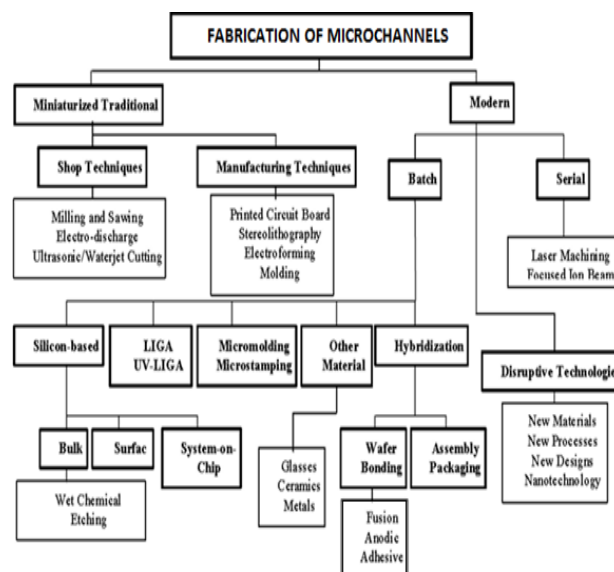 FABRICATION OF MICROCHANNELS
Miniaturized Traditional
Modern
Shop Techniques
Manufacturing Techniques
Batch
Serial
Milling and Sawing
Electro-discharge
Ultrasonic/Waterjet Cutting
Printed Circuit Board
Stereolithography
Electroforming
Molding
Laser Machining
Focused Ion Beam
Silicon-based
LIGA
UV-LIGA
Micromolding
Microstamping
Other
Material
Hybridization
Disruptive Technologie
Bulk
Surfac
System-on-
Chip
Wet Chemical
Etching
Glasses
Ceramics
Metals
Wafer
Bonding
Assembly
Packaging
Fusion
Anodic
Adhesive
New Materials
New Processes
New Designs
Nanotechnology